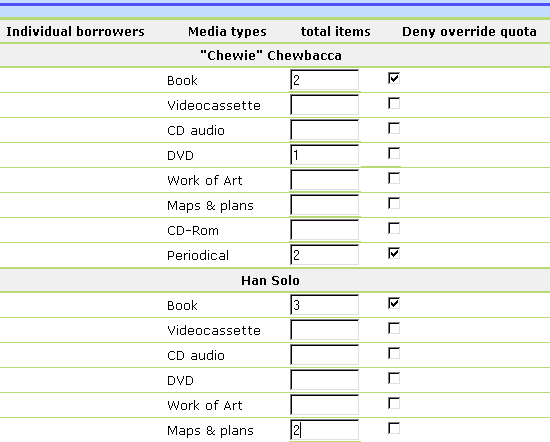 Individual borrowers Media types total items Deny override quota
"Chewie" Chewbacca
Book 2
Videocassette
CD audio
DVD 1
Work of Art
Maps & plans
CD-Rom
Periodical 2
Han Solo
Book 3
Videocassette
CD audio
DVD
Work of Art
Maps & plans 2